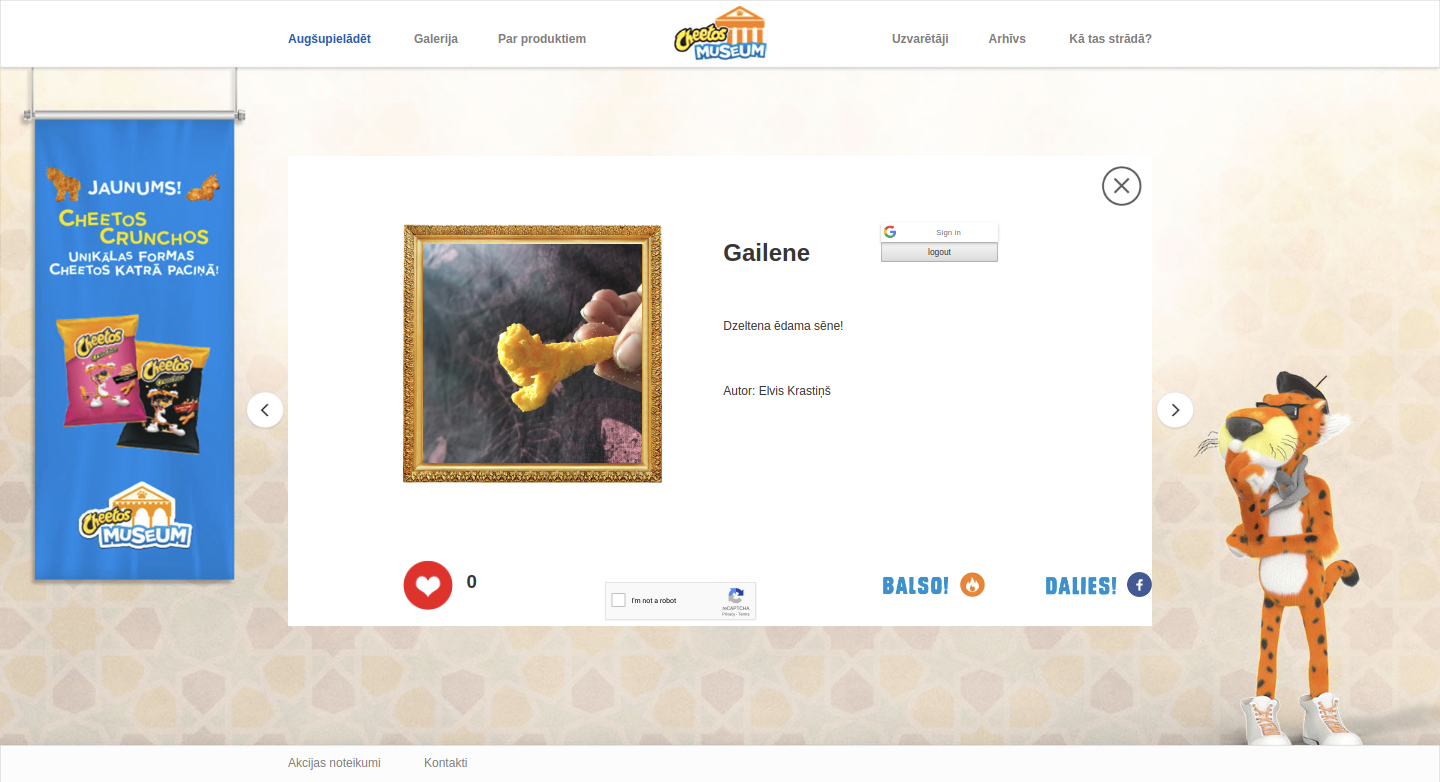 Augšupielādēt
Galerija
Par produktiem
Cheetos
MUSEUM
Uzvarētāji
Arhīvs
Kā tas strādā?
JAUNUMS!
CHEETOS
CRUNCHOS
UNIKĀLAS FORMAS
CHEETOS KATRĀ PACIŅĀ!
Cheetos
Cheetos
Cheetos
MUSEUM
Gailene
Sign in
logout
Dzeltena ēdama sēne!
Autor: Elvis Krastiņš
0
I'm not a robot
reCAPTCHA
Privacy - Terms
BALSO!
DALIES!
Akcijas noteikumi
Kontakti